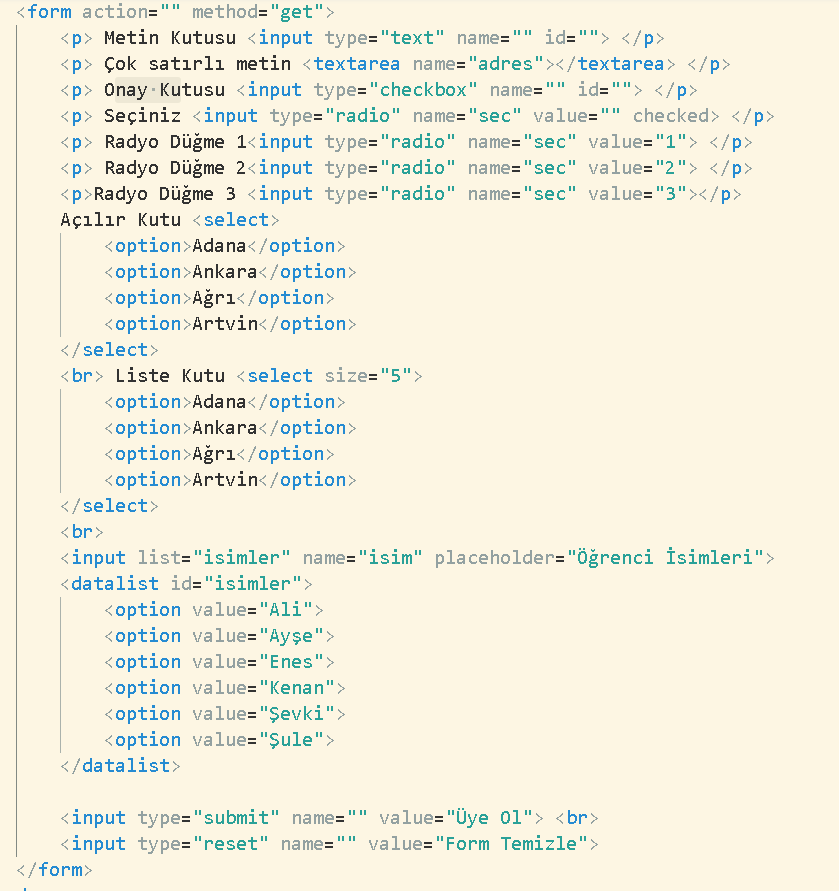 <form action="" method="get">
<p> Metin Kutusu <input type="text" name="" id=""> </p>
<p> Çok satırlı metin <textarea name="adres"></textarea> </p>
<p> Onay Kutusu <input type="checkbox" name="" id=""> </p>
<p> Seçiniz <input type="radio" name="sec" value="" checked> </p>
<p> Radyo Düğme 1<input type="radio" name="sec" value="1"> </p>
<p> Radyo Düğme 2<input type="radio" name="sec" value="2"> </p>
<p>Radyo Düğme 3 <input type="radio" name="sec" value="3"></p>
Açılır Kutu <select>
<option>Adana</option>
<option>Ankara</option>
<option>Ağrı</option>
<option>Artvin</option>
</select>
<br> Liste Kutu <select size="5">
<option>Adana</option>
<option>Ankara</option>
<option>Ağrı</option>
<option>Artvin</option>
</select>
<br>
<input list="isimler" name="isim" placeholder="Öğrenci İsimleri">
<datalist id="isimler">
<option value="Ali">
<option value="Ayşe">
<option value="Enes">
<option value="Kenan">
<option value="Şevki">
<option value="Şule">
</datalist>
<input type="submit" name="" value="Üye Ol"> <br>
<input type="reset" name="" value="Form Temizle">
</form>